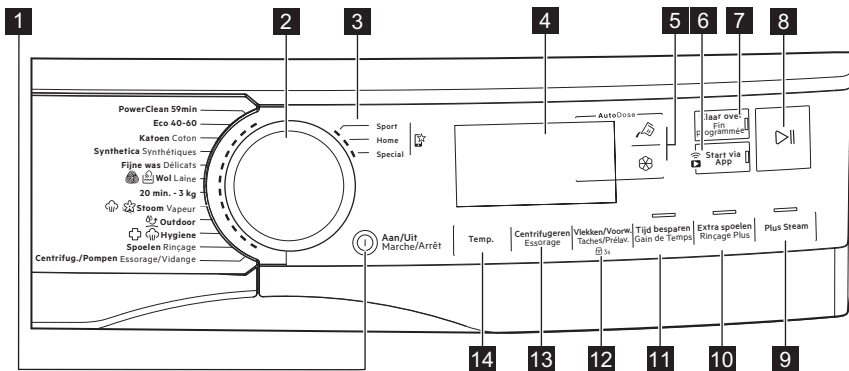 1
2
3
4
5
6
7
8
PowerClean 59min
Eco 40-60
Katoen Coton
Synthetica Synthétiques
Fijne was Délicats
Wol Laine
20 min. - 3 kg
Stoom Vapeur
Outdoor
Hygiene
Spoelen Rinçage
Centrifug./Pompen Essorage/Vidange
Sport
Home
Special
Aan/Uit
Marche/Arrêt
AutoDose
Klaar over
Fin
programmée
Start via
App
Temp.
Centrifugeren
Essorage
Vlekken/Voorw.
Taches/Prélav.
3s
Tijd besparen
Gain de Temps
Extra spoelen
Rinçage Plus
Plus Steam
14
13
12
11
10
9